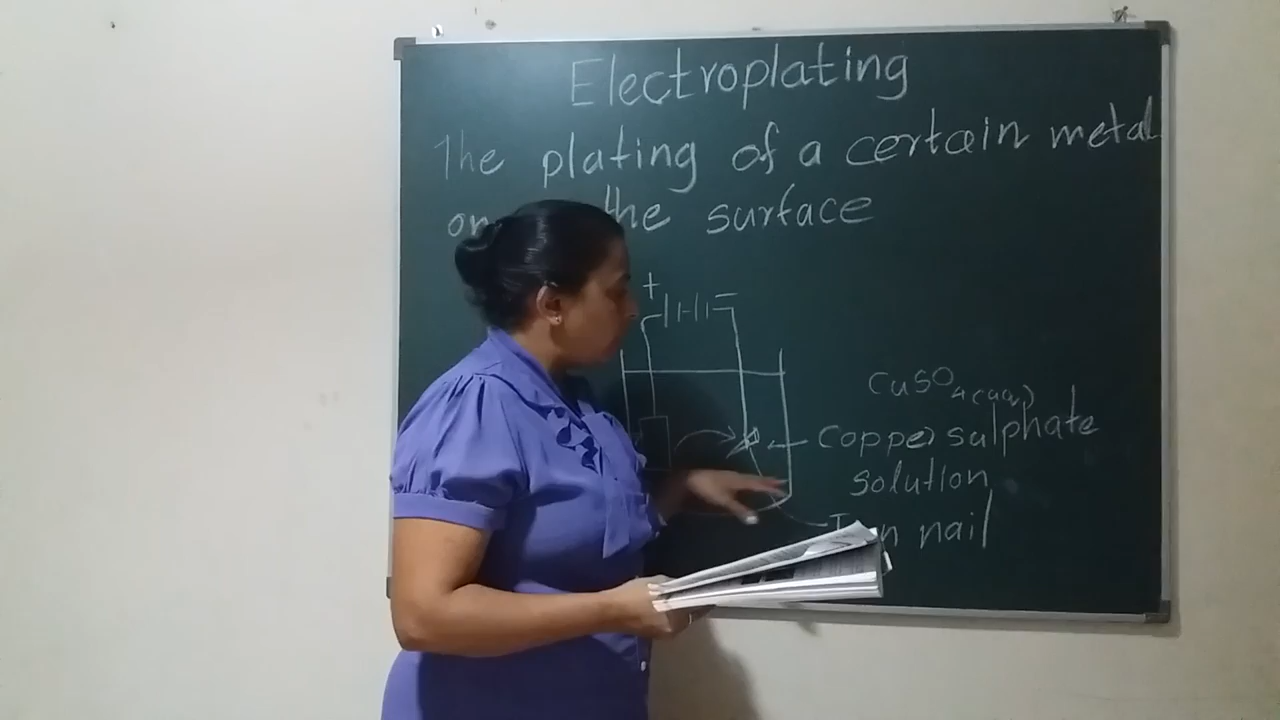 Electroplating
The plating of a certain metal
on the surface
+ −
CuSO4(aq)
Copper sulphate
solution
nail